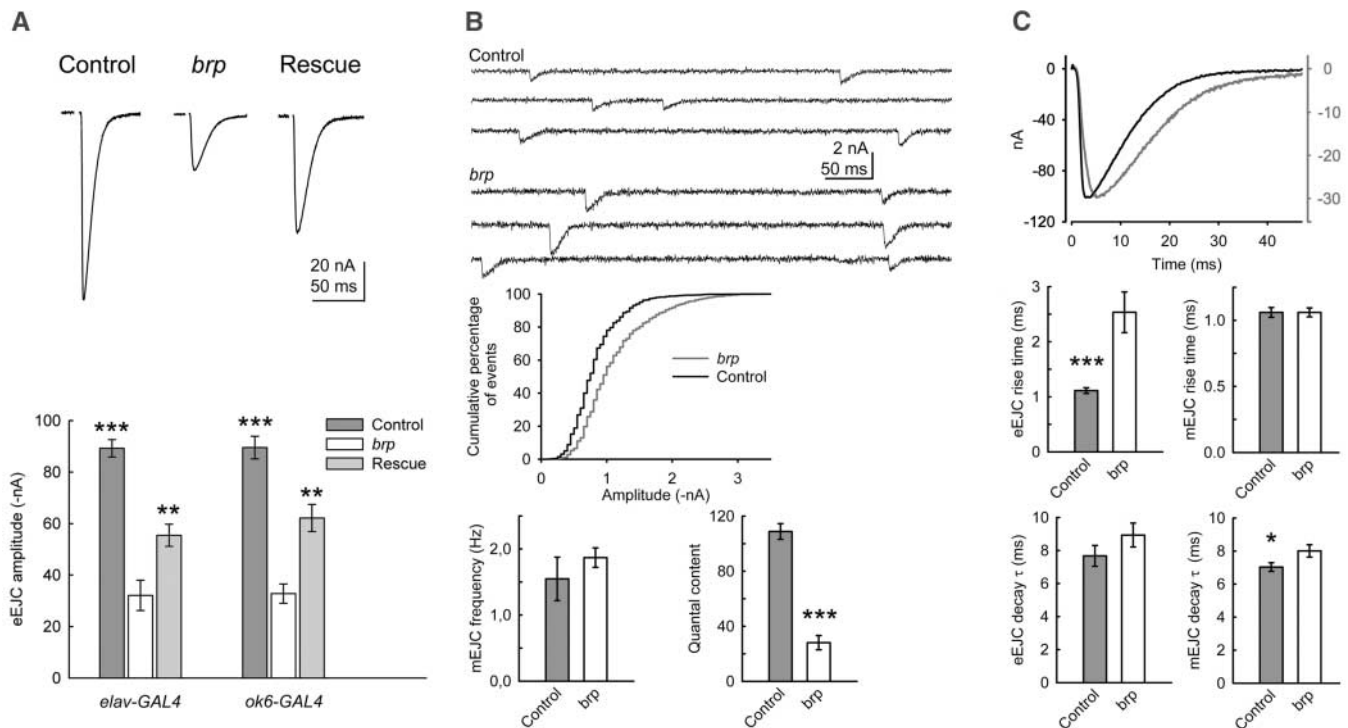 A
Control
brp
Rescue
20 nA
50 ms
eEJC amplitude (-nA)
100
80
60
40
20
0
***
**
***
**
Control
brp
Rescue
elav-GAL4
ok6-GAL4
B
Control
2 nA
50 ms
brp
Cumulative percentage
of events
100
80
60
40
20
0
brp
Control
0
1
2
3
Amplitude (-nA)
mEJC frequency (Hz)
2,0
1,0
0,0
Control
brp
Quantal content
120
80
40
0
***
Control
brp
C
nA
0
-40
-80
-120
0
-10
-20
-30
0
10
20
30
40
Time (ms)
eEJC rise time (ms)
3
2
1
0
***
Control
brp
mEJC rise time (ms)
1.0
0.5
0.0
Control
brp
eEJC decay τ (ms)
10
8
6
4
2
0
Control
brp
mEJC decay τ (ms)
10
8
6
4
2
0
*
Control
brp